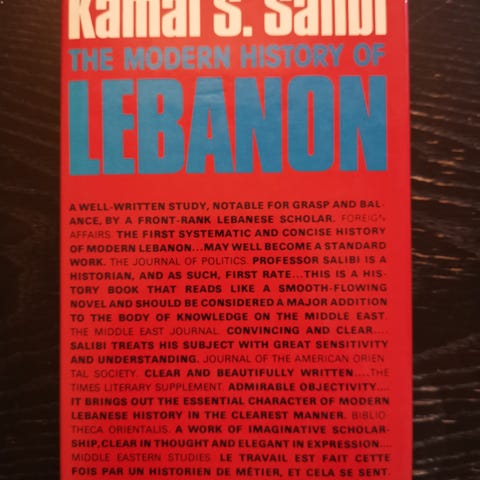 Kamal S. Salibi
THE MODERN HISTORY OF
LEBANON
A WELL-WRITTEN STUDY, NOTABLE FOR GRASP AND BAL-
ANCE, BY A FRONT-RANK LEBANESE SCHOLAR. FOREIGN
AFFAIRS. THE FIRST SYSTEMATIC AND CONCISE HISTORY
OF MODERN LEBANON...MAY WELL BECOME A STANDARD
WORK. THE JOURNAL OF POLITICS. PROFESSOR SALIBI IS A
HISTORIAN, AND AS SUCH, FIRST RATE...THIS IS A HIS-
TORY BOOK THAT READS LIKE A SMOOTH-FLOWING
NOVEL AND SHOULD BE CONSIDERED A MAJOR ADDITION
TO THE BODY OF KNOWLEDGE ON THE MIDDLE EAST.
THE MIDDLE EAST JOURNAL. CONVINCING AND CLEAR....
SALIBI TREATS HIS SUBJECT WITH GREAT SENSITIVITY
AND UNDERSTANDING. JOURNAL OF THE AMERICAN ORIEN-
TAL SOCIETY. CLEAR AND BEAUTIFULLY WRITTEN....THE
TIMES LITERARY SUPPLEMENT. ADMIRABLE OBJECTIVITY....
IT BRINGS OUT THE ESSENTIAL CHARACTER OF MODERN
LEBANESE HISTORY IN THE CLEAREST MANNER. BIBLIO-
THECA ORIENTALIS. A WORK OF IMAGINATIVE SCHOLAR-
SHIP, CLEAR IN THOUGHT AND ELEGANT IN EXPRESSION....
MIDDLE EASTERN STUDIES. LE TRAVAIL EST FAIT CETTE
FOIS PAR UN HISTORIEN DE MÉTIER, ET CELA SE SENT.